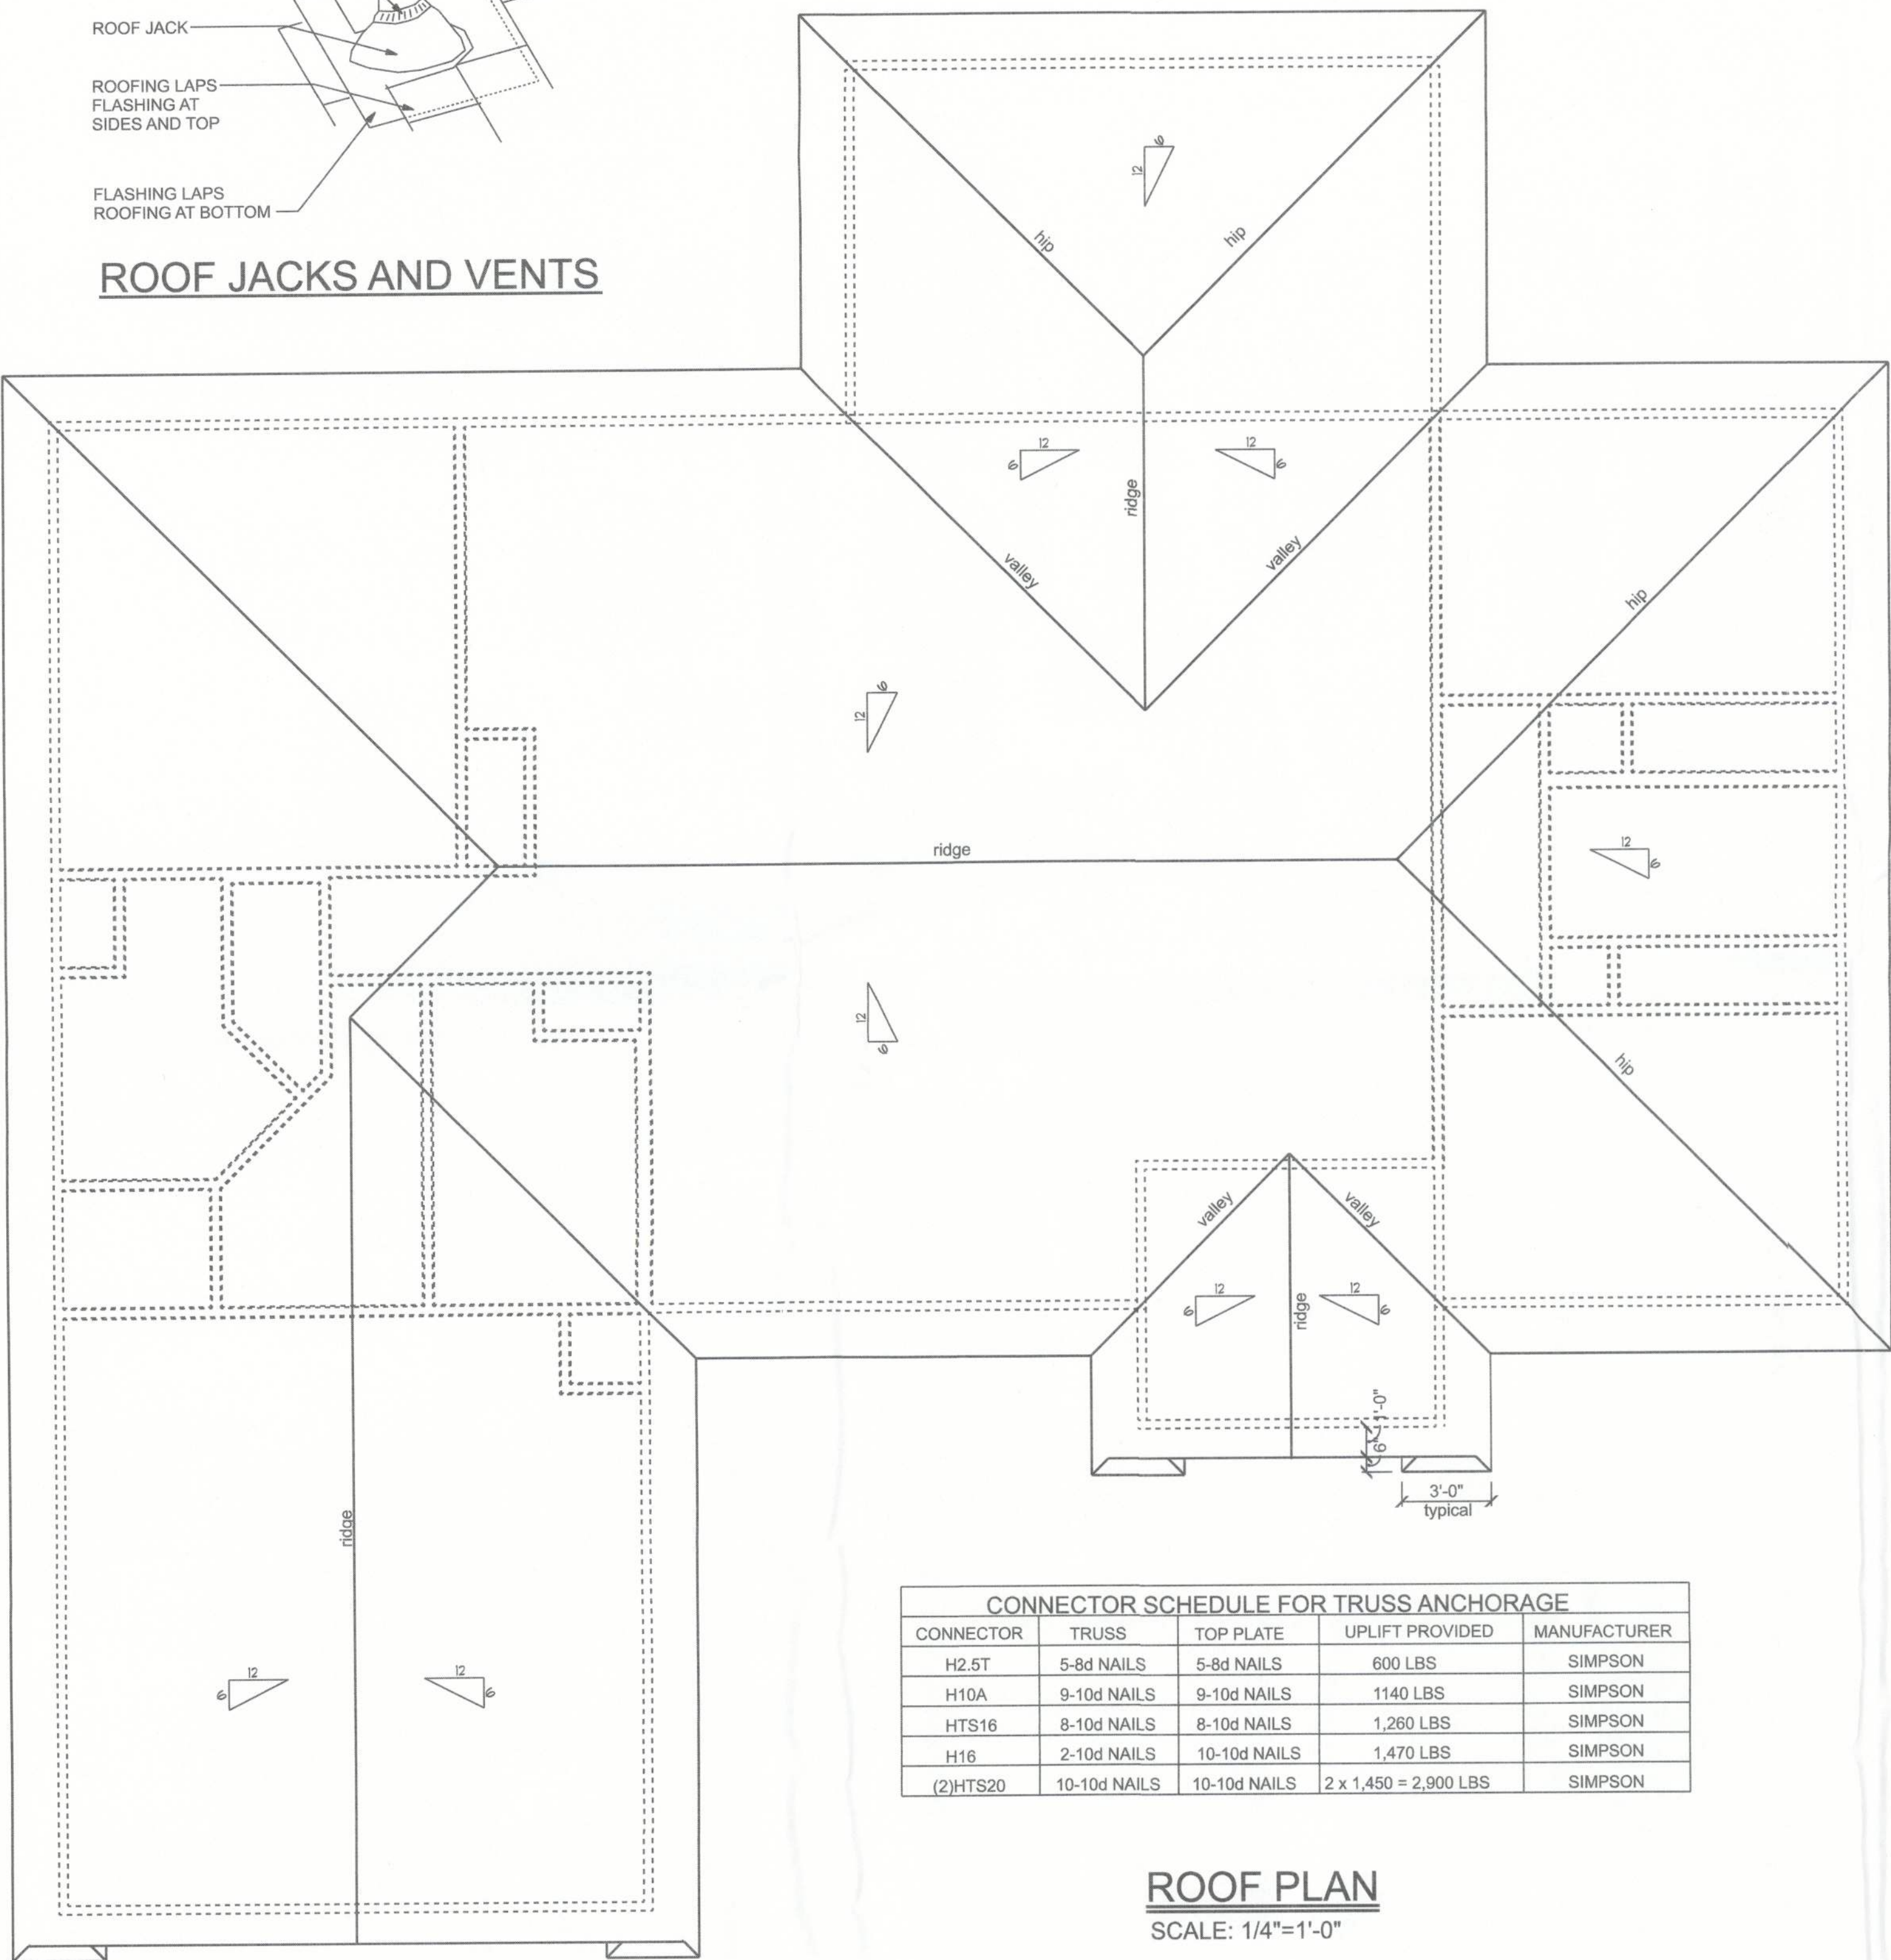 ROOF JACK
ROOFING LAPS
FLASHING AT
SIDES AND TOP
FLASHING LAPS
ROOFING AT BOTTOM
ROOF JACKS AND VENTS
6
12
hip
hip
12
6
12
6
ridge
valley
valley
hip
6
12
12
6
ridge
12
6
hip
valley
valley
12
6
12
6
ridge
1'-0"
6"
3'-0"
typical
ridge
12
6
12
6
CONNECTOR SCHEDULE FOR TRUSS ANCHORAGE
CONNECTOR TRUSS TOP PLATE UPLIFT PROVIDED MANUFACTURER
H2.5T 5-8d NAILS 5-8d NAILS 600 LBS SIMPSON
H10A 9-10d NAILS 9-10d NAILS 1140 LBS SIMPSON
HTS16 8-10d NAILS 8-10d NAILS 1,260 LBS SIMPSON
H16 2-10d NAILS 10-10d NAILS 1,470 LBS SIMPSON
(2)HTS20 10-10d NAILS 10-10d NAILS 2 x 1,450 = 2,900 LBS SIMPSON
ROOF PLAN
SCALE: 1/4"=1'-0"